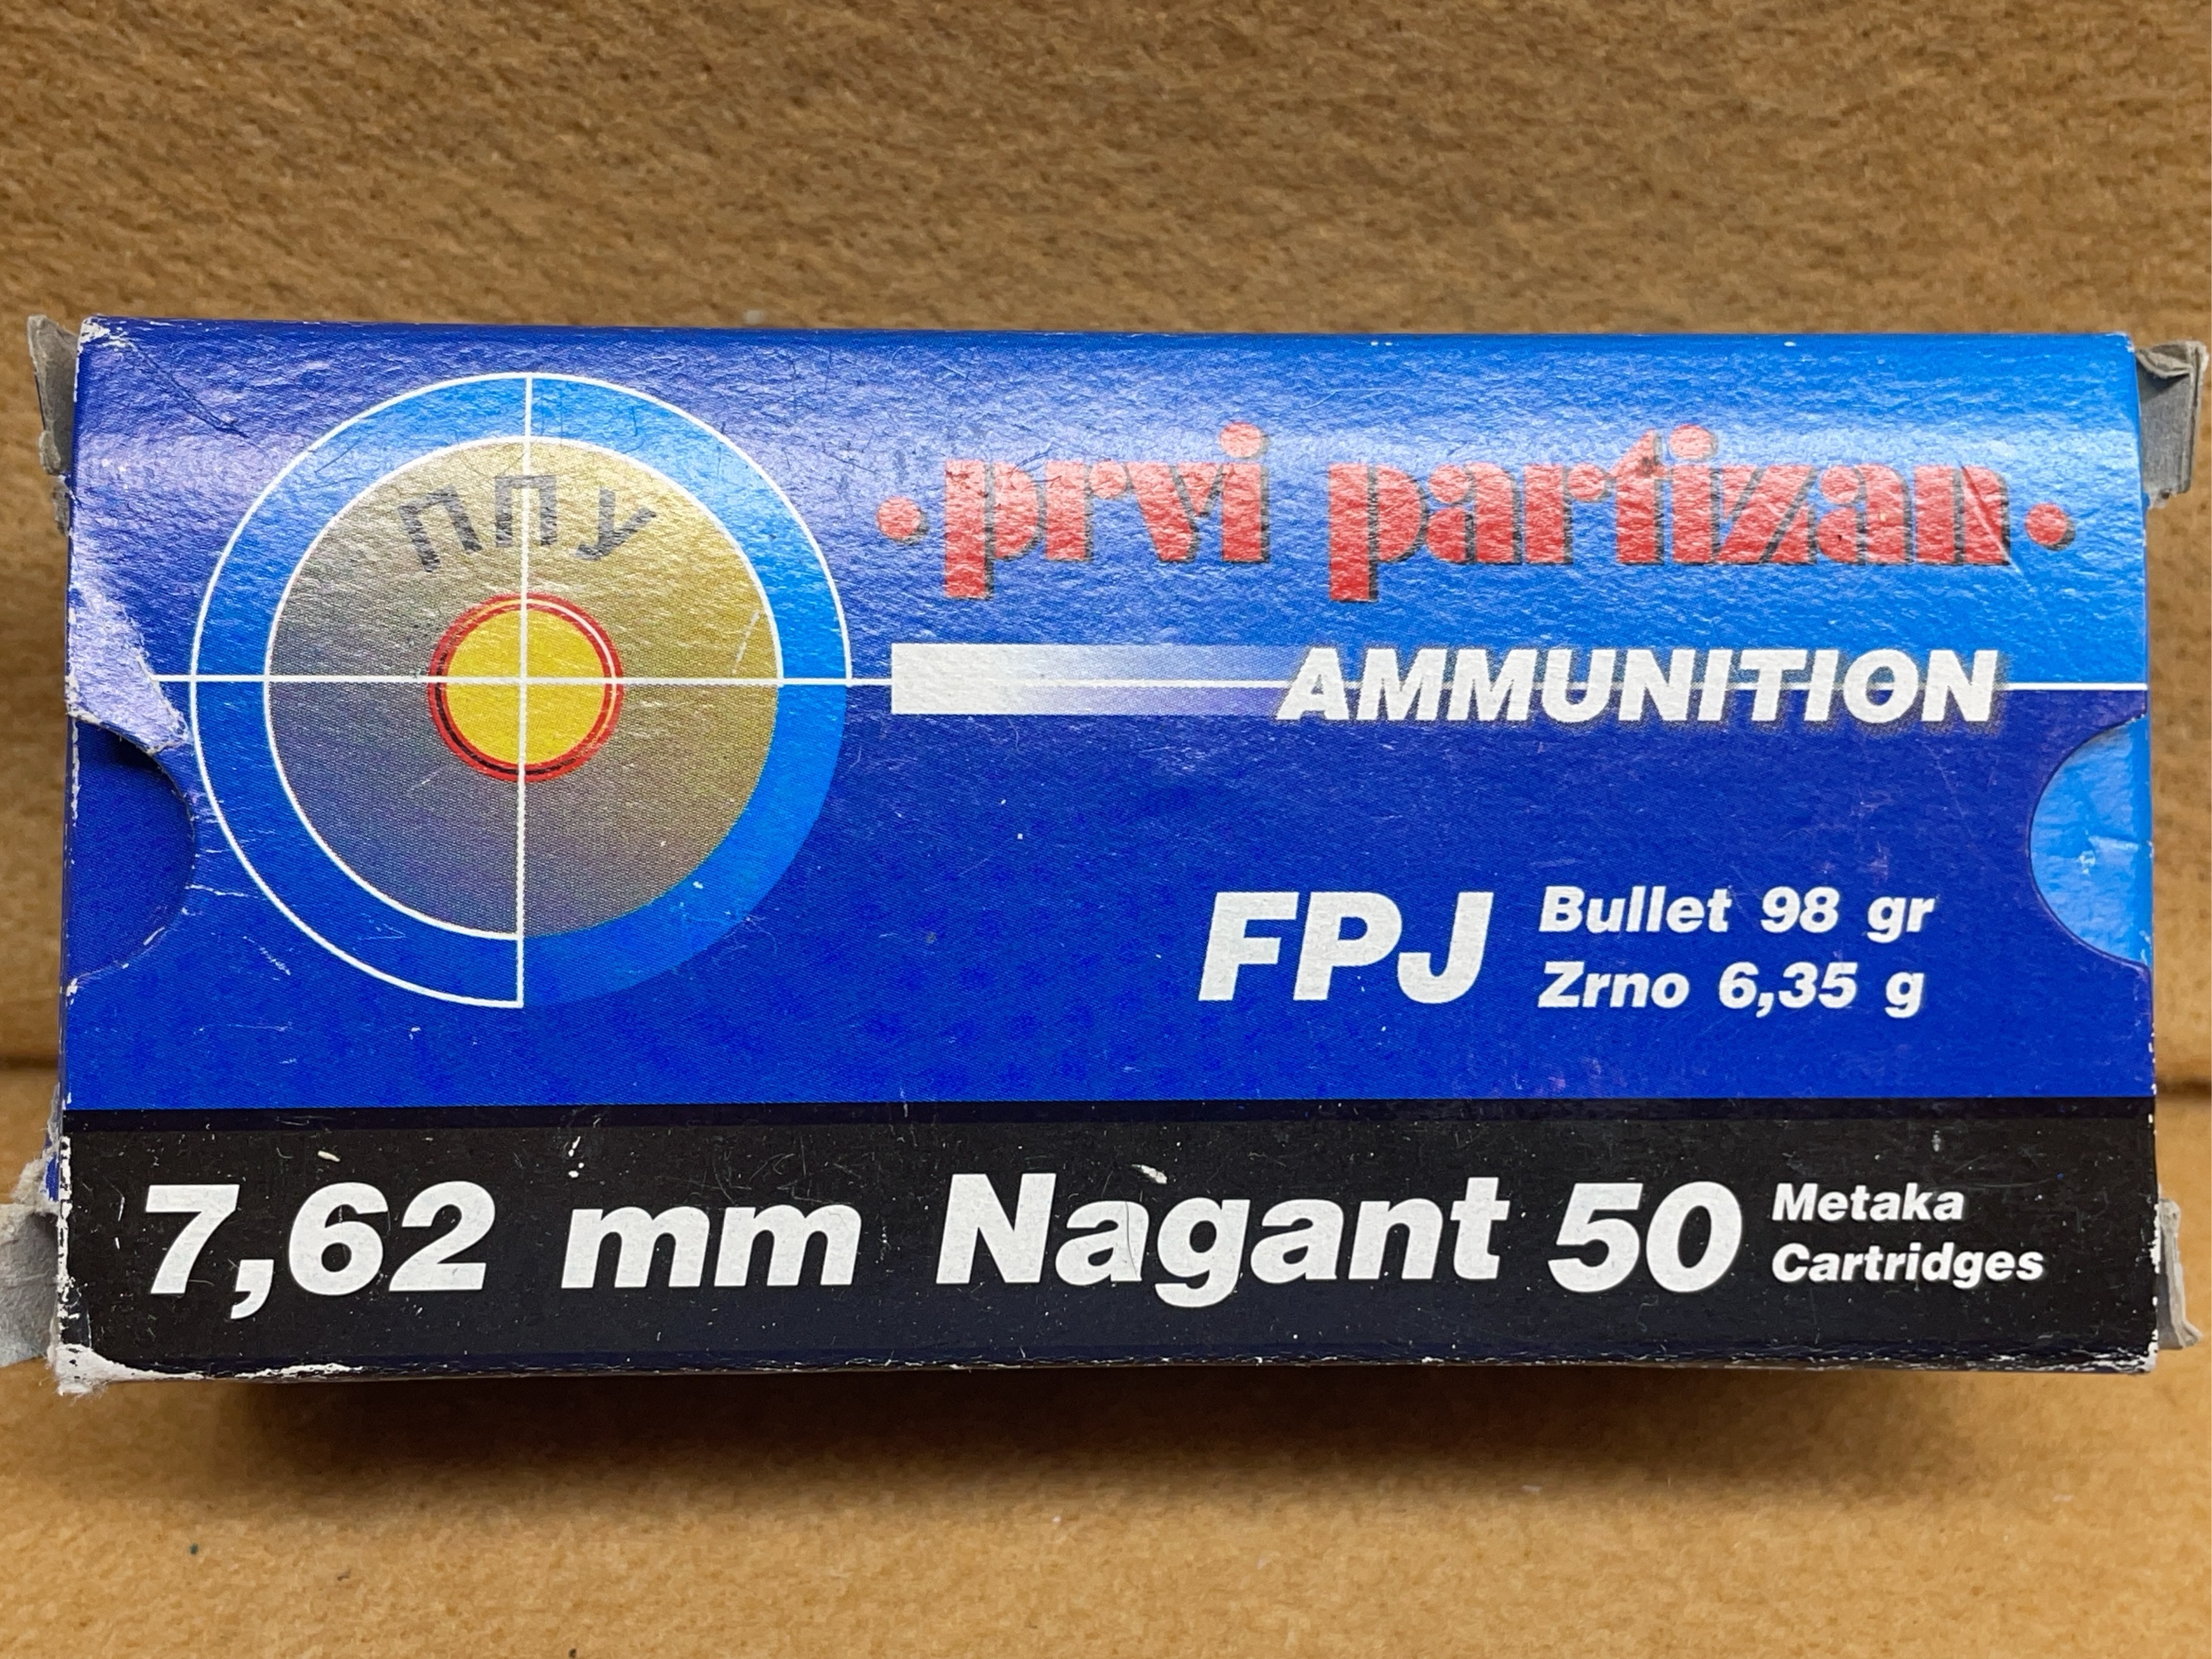 ППУ
•prvi partizan•
AMMUNITION
FPJ
Bullet 98 gr
Zrno 6,35 g
7,62 mm Nagant 50
Metaka
Cartridges